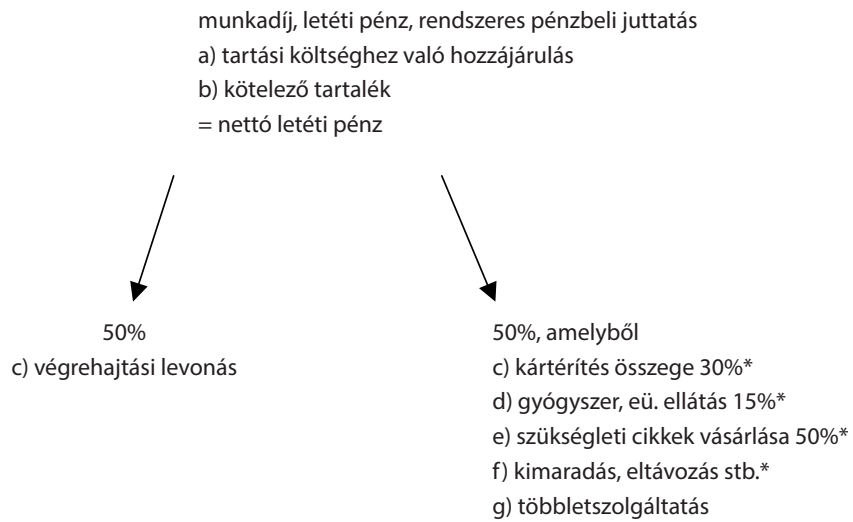 munkadíj, letéti pénz, rendszeres pénzbeli juttatás
a) tartási költséghez való hozzájárulás
b) kötelező tartalék
= nettó letéti pénz
50%
c) végrehajtási levonás
50%, amelyből
c) kártérítés összege 30%*
d) gyógyszer, eü. ellátás 15%*
e) szükségleti cikkek vásárlása 50%*
f) kimaradás, eltávozás stb.*
g) többletszolgáltatás